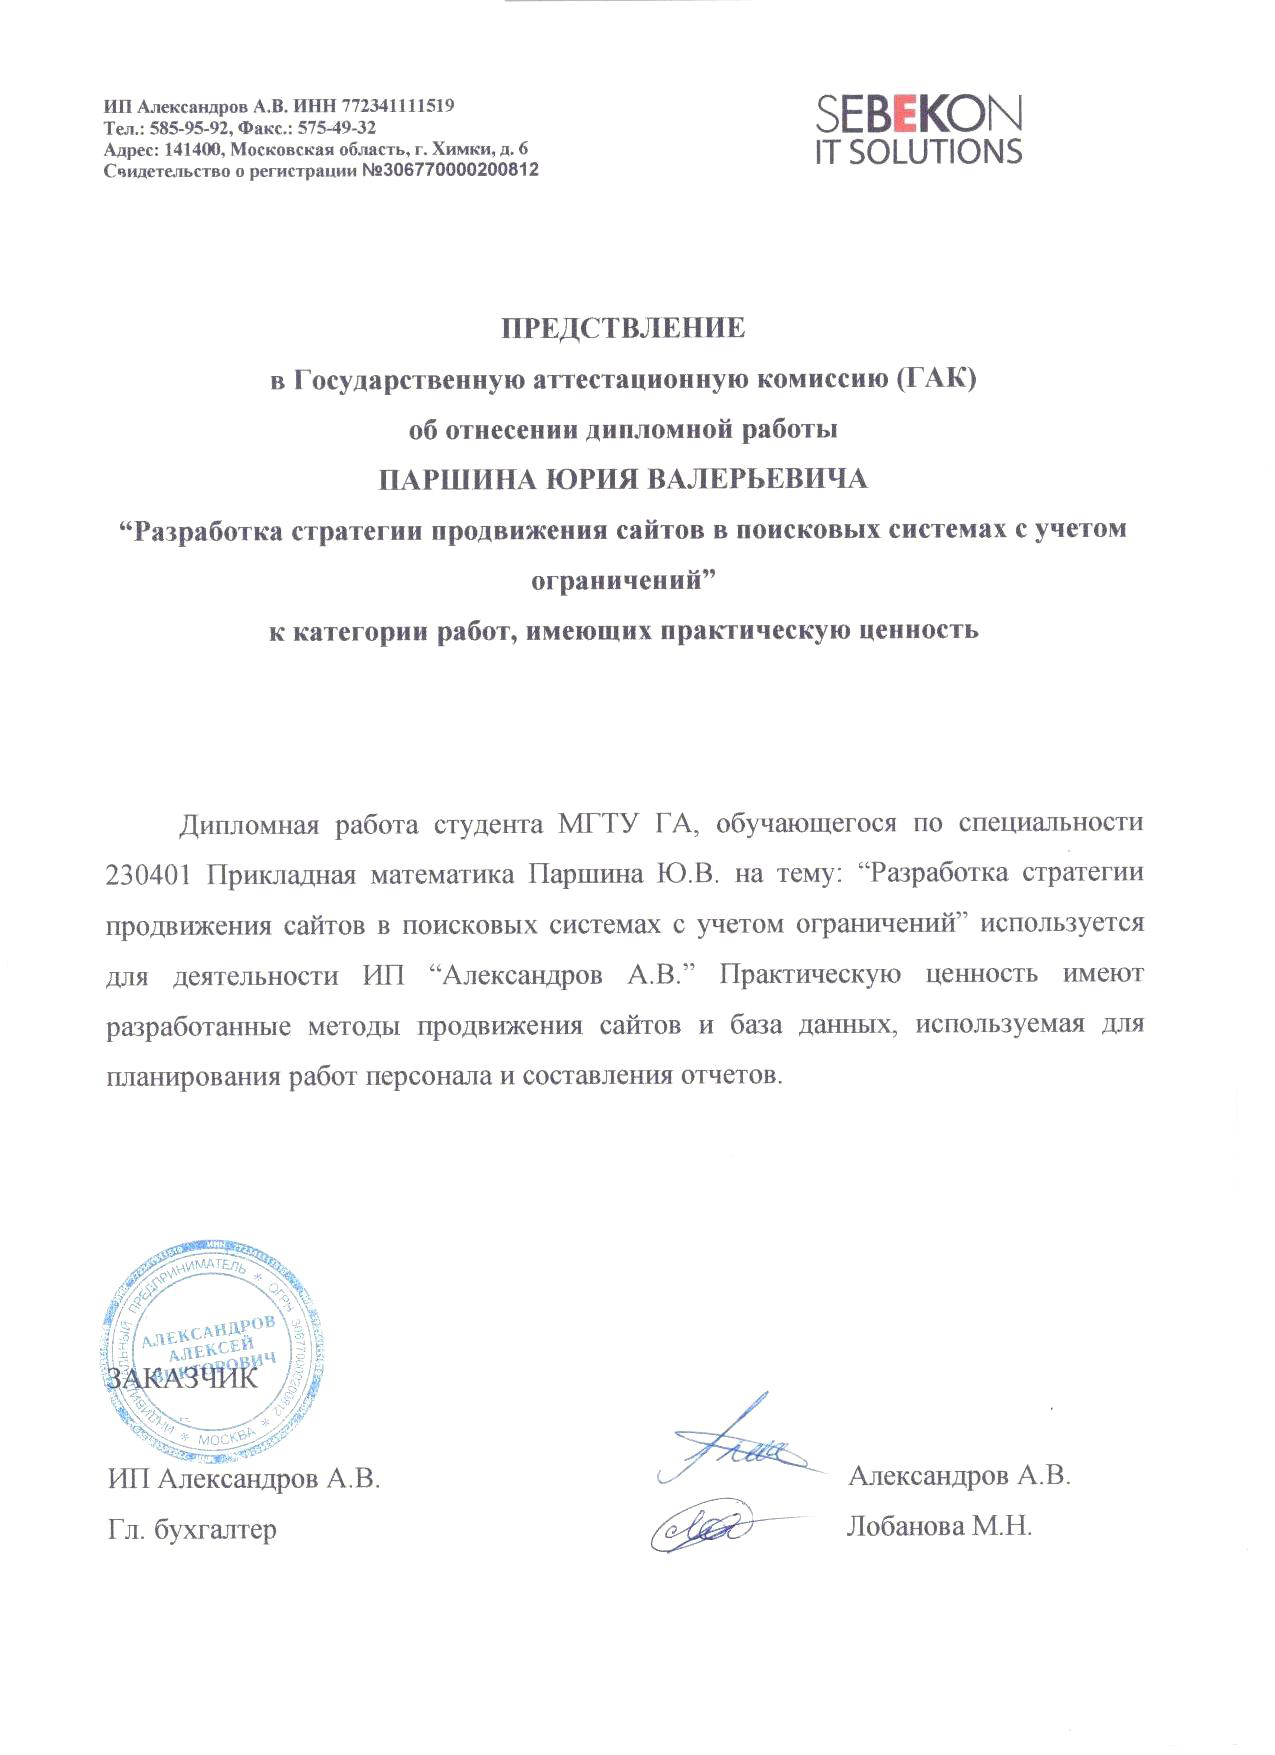 ИП Александров А.В. ИНН 772341111519
Тел.: 585-95-92, Факс.: 575-49-32
Адрес: 141400, Московская область, г. Химки, д. 6
Свидетельство о регистрации №306770000200812
SEBEKON
IT SOLUTIONS
ПРЕДСТВЛЕНИЕ
в Государственную аттестационную комиссию (ГАК)
об отнесении дипломной работы
ПАРШИНА ЮРИЯ ВАЛЕРЬЕВИЧА
“Разработка стратегии продвижения сайтов в поисковых системах с учетом
ограничений”
к категории работ, имеющих практическую ценность
Дипломная работа студента МГТУ ГА, обучающегося по специальности
230401 Прикладная математика Паршина Ю.В. на тему: “Разработка стратегии
продвижения сайтов в поисковых системах с учетом ограничений” используется
для деятельности ИП “Александров А.В.” Практическую ценность имеют
разработанные методы продвижения сайтов и база данных, используемая для
планирования работ персонала и составления отчетов.
ИНДИВИДУАЛЬНЫЙ ПРЕДПРИНИМАТЕЛЬ * ОГРН 306770000200812 * МОСКВА *
АЛЕКСАНДРОВ
АЛЕКСЕЙ
ВИКТОРОВИЧ
ЗАКАЗЧИК
ИП Александров А.В. Александров А.В.
Гл. бухгалтер Лобанова М.Н.